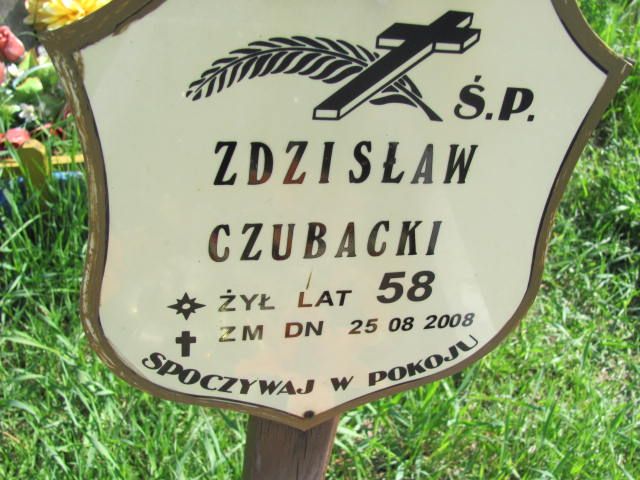 Ś.P.
ZDZISŁAW
CZUBACKI
ŻYŁ LAT 58
ZM DN 25 08 2008
SPOCZYWAJ W POKOJU